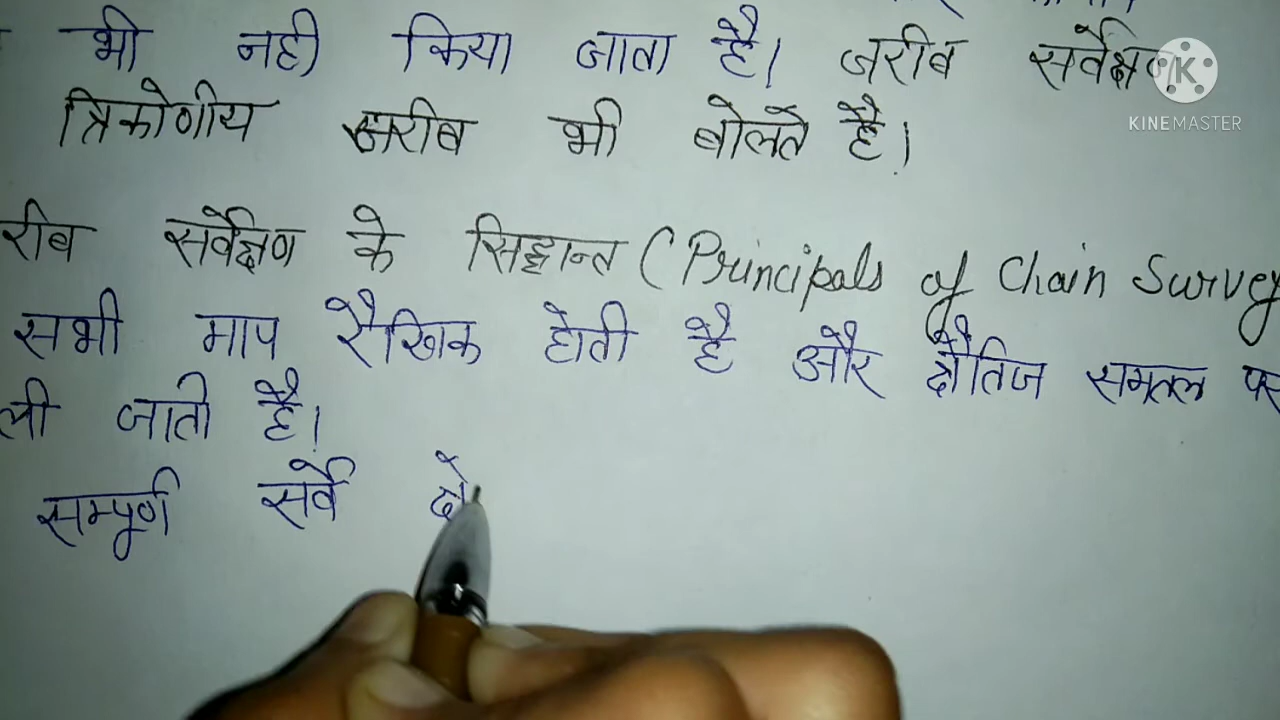 भी नही किया जाता है। जरीब सर्वेक्षण
त्रिकोणीय जरीब भी बोलते है।
रीब सर्वेक्षण के सिद्धान्त (Principals of Chain Survey
सभी माप रैखिक होती है और क्षैतिज समतल पर
ली जाती है।
सम्पूर्ण सर्वे क्षे
KINEMASTER